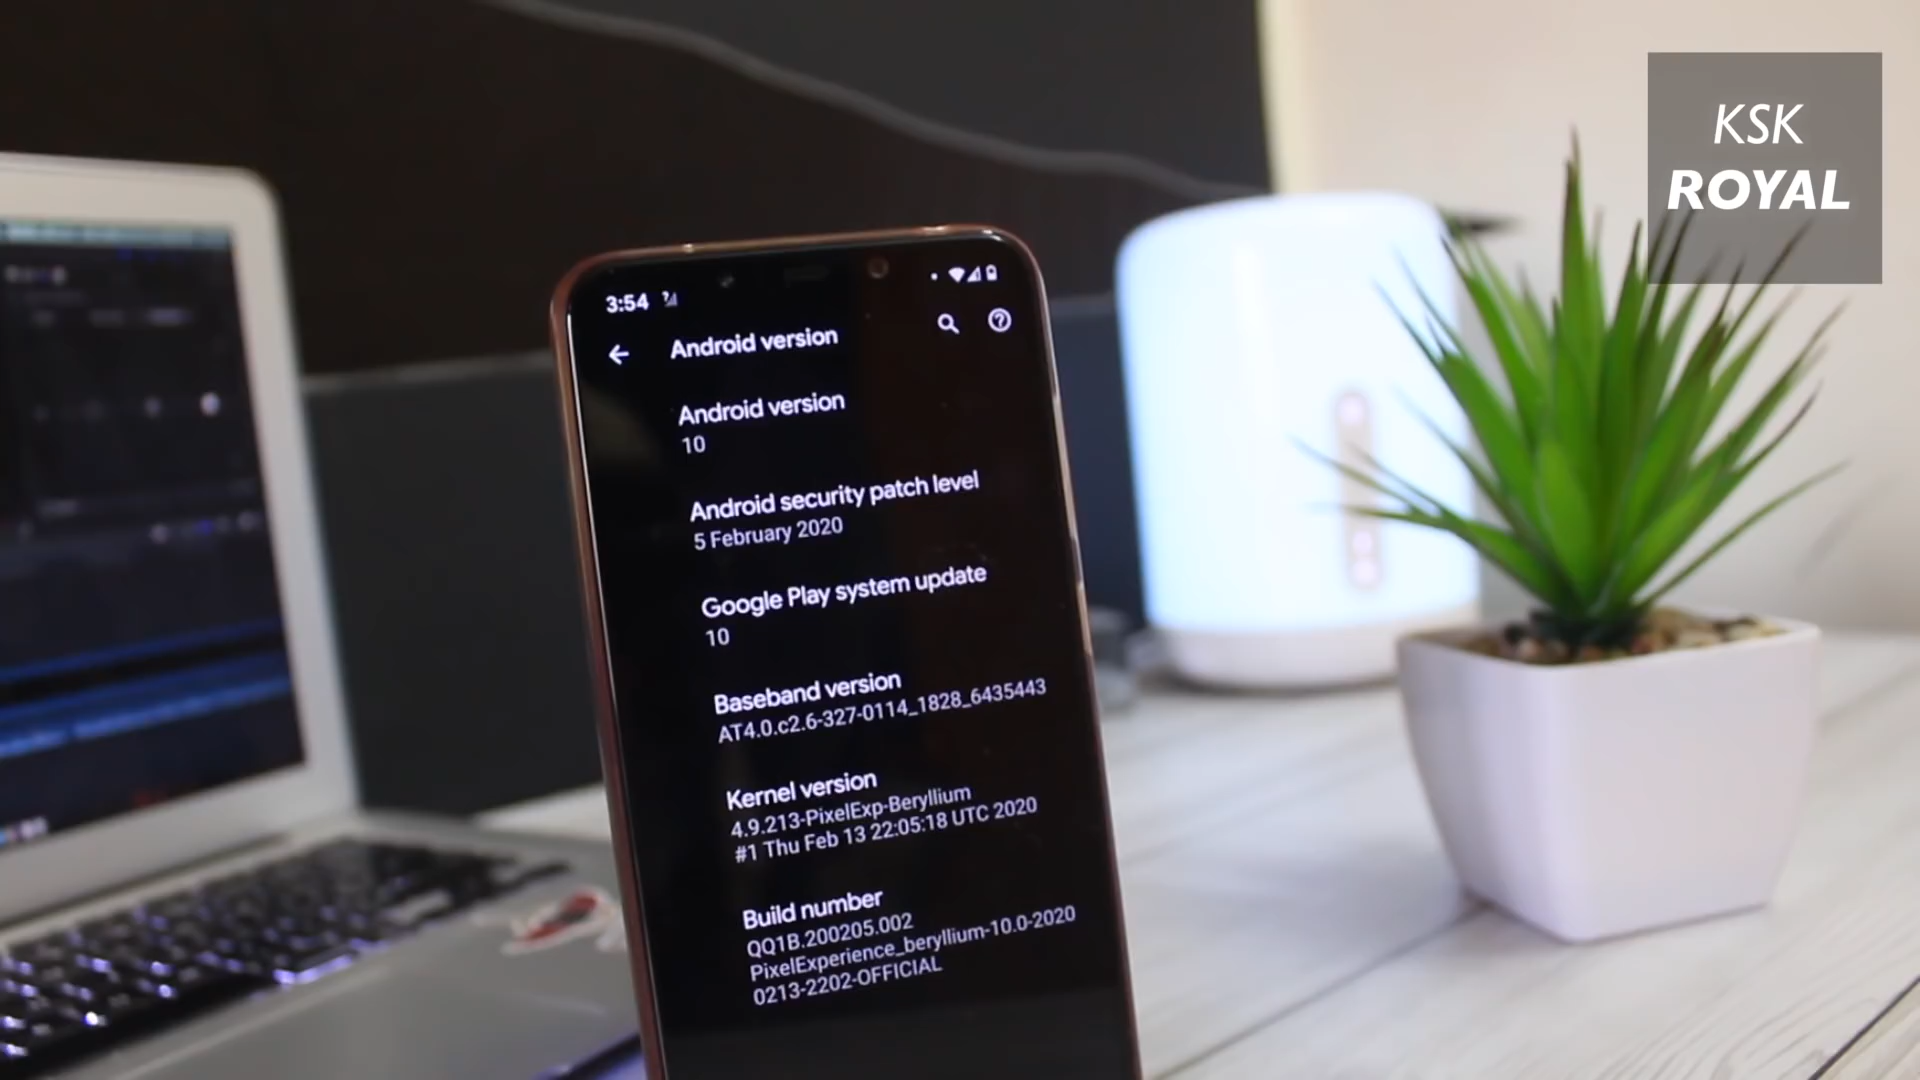 KSK
ROYAL
3:54
Android version
Android version
10
Android security patch level
5 February 2020
Google Play system update
10
Baseband version
AT4.0.c2.6-327-0114_1828_6435443
Kernel version
4.9.213-PixelExp-Beryllium
#1 Thu Feb 13 22:05:18 UTC 2020
Build number
QQ1B.200205.002
PixelExperience_beryllium-10.0-2020
0213-2202-OFFICIAL